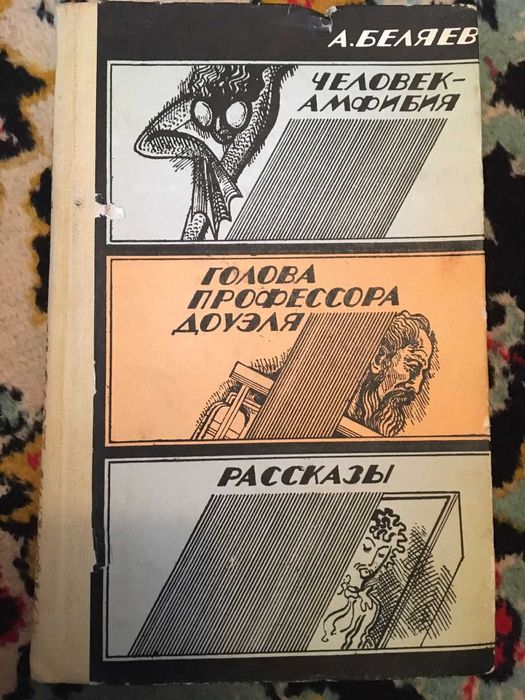 А.БЕЛЯЕВ
ЧЕЛОВЕК-
АМФИБИЯ
ГОЛОВА
ПРОФЕССОРА
ДОУЭЛЯ
РАССКАЗЫ